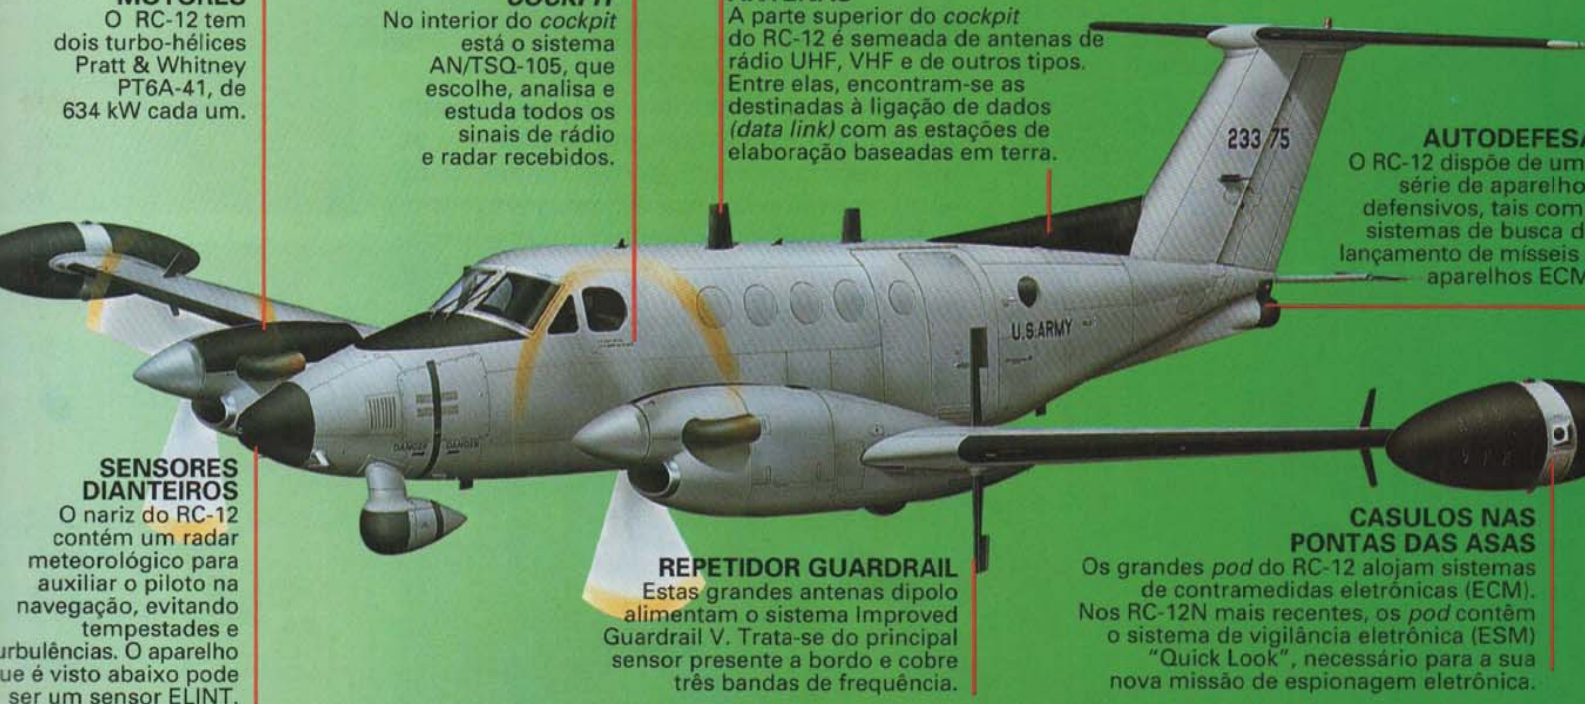 MOTORES
O RC-12 tem
dois turbo-hélices
Pratt & Whitney
PT6A-41, de
634 kW cada um.
COCKPIT
No interior do cockpit
está o sistema
AN/TSQ-105, que
escolhe, analisa e
estuda todos os
sinais de rádio
e radar recebidos.
A parte superior do cockpit
do RC-12 é semeada de antenas de
rádio UHF, VHF e de outros tipos.
Entre elas, encontram-se as
destinadas à ligação de dados
(data link) com as estações de
elaboração baseadas em terra.
233 75
AUTODEFESA
O RC-12 dispõe de um
série de aparelho
defensivos, tais com
sistemas de busca d
lançamento de mísseis
aparelhos ECM
U.S.ARMY
DANGER DANGER
SENSORES
DIANTEIROS
O nariz do RC-12
contém um radar
meteorológico para
auxiliar o piloto na
navegação, evitando
tempestades e
urbulências. O aparelho
ue é visto abaixo pode
ser um sensor ELINT.
REPETIDOR GUARDRAIL
Estas grandes antenas dipolo
alimentam o sistema Improved
Guardrail V. Trata-se do principal
sensor presente a bordo e cobre
três bandas de frequência.
CASULOS NAS
PONTAS DAS ASAS
Os grandes pod do RC-12 alojam sistemas
de contramedidas eletrônicas (ECM).
Nos RC-12N mais recentes, os pod contêm
o sistema de vigilância eletrônica (ESM)
"Quick Look", necessário para a sua
nova missão de espionagem eletrônica.